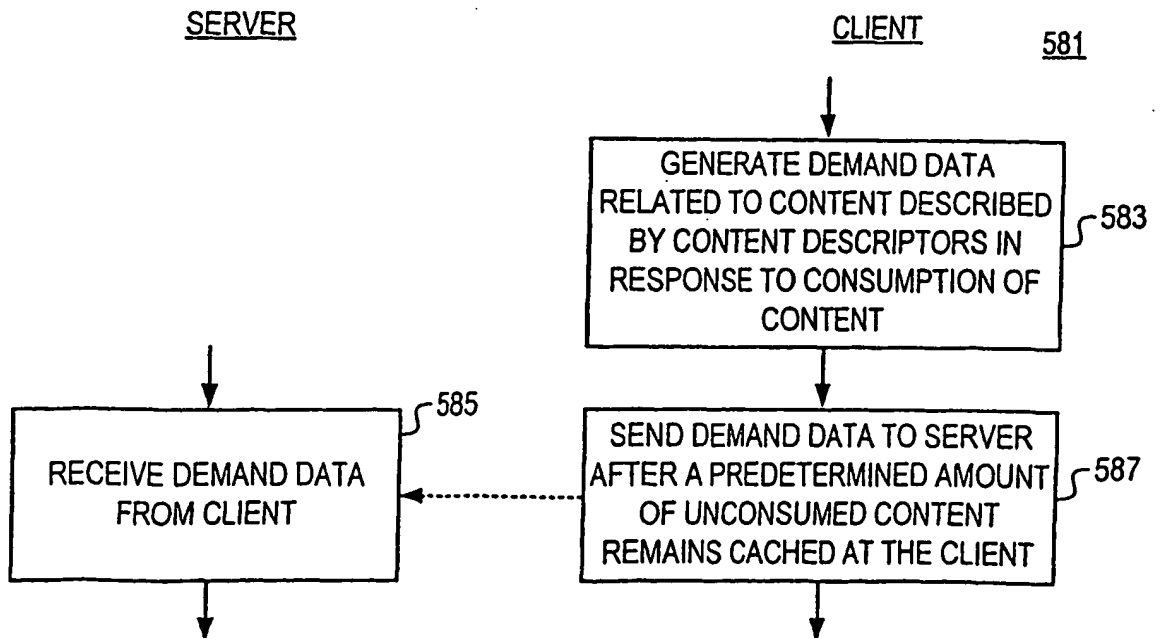 SERVER
CLIENT
581
GENERATE DEMAND DATA
RELATED TO CONTENT DESCRIBED
BY CONTENT DESCRIPTORS IN
RESPONSE TO CONSUMPTION OF
CONTENT
583
RECEIVE DEMAND DATA
FROM CLIENT
585
SEND DEMAND DATA TO SERVER
AFTER A PREDETERMINED AMOUNT
OF UNCONSUMED CONTENT
REMAINS CACHED AT THE CLIENT
587